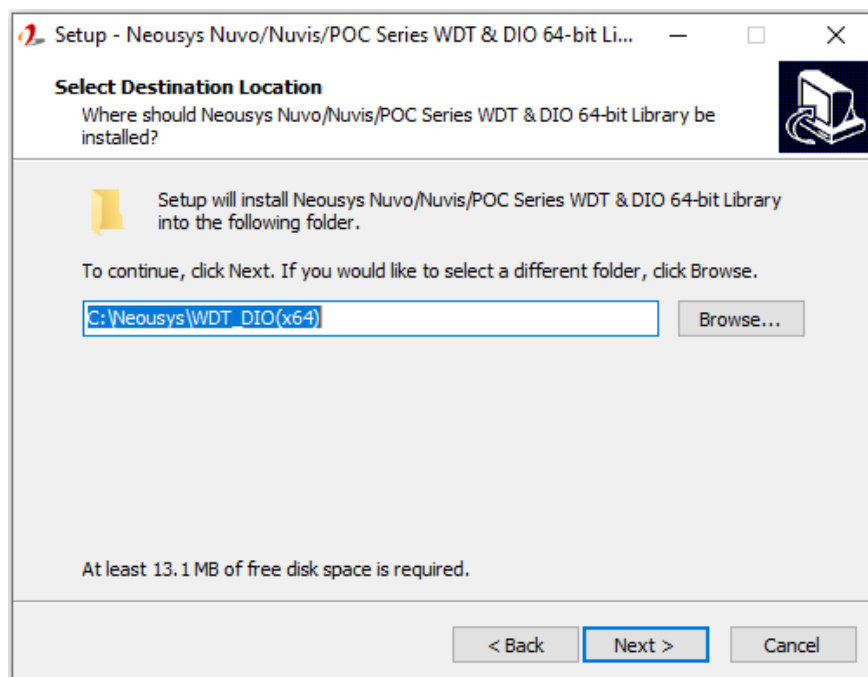 Setup - Neousys Nuvo/Nuvis/POC Series WDT & DIO 64-bit Li...
Select Destination Location
Where should Neousys Nuvo/Nuvis/POC Series WDT & DIO 64-bit Library be
installed?
Setup will install Neousys Nuvo/Nuvis/POC Series WDT & DIO 64-bit Library
into the following folder.
To continue, click Next. If you would like to select a different folder, click Browse.
C:\Neousys\WDT_DIO(x64)
Browse...
At least 13.1 MB of free disk space is required.
< Back
Next >
Cancel